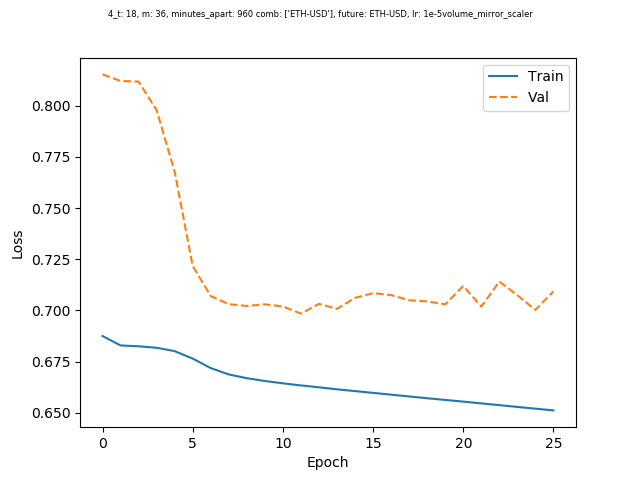 4_t: 18, m: 36, minutes_apart: 960 comb: ['ETH-USD'], future: ETH-USD, lr: 1e-5volume_mirror_scaler
Train
Val
0.800
0.775
0.750
0.725
0.700
0.675
0.650
Loss
0 5 10 15 20 25
Epoch